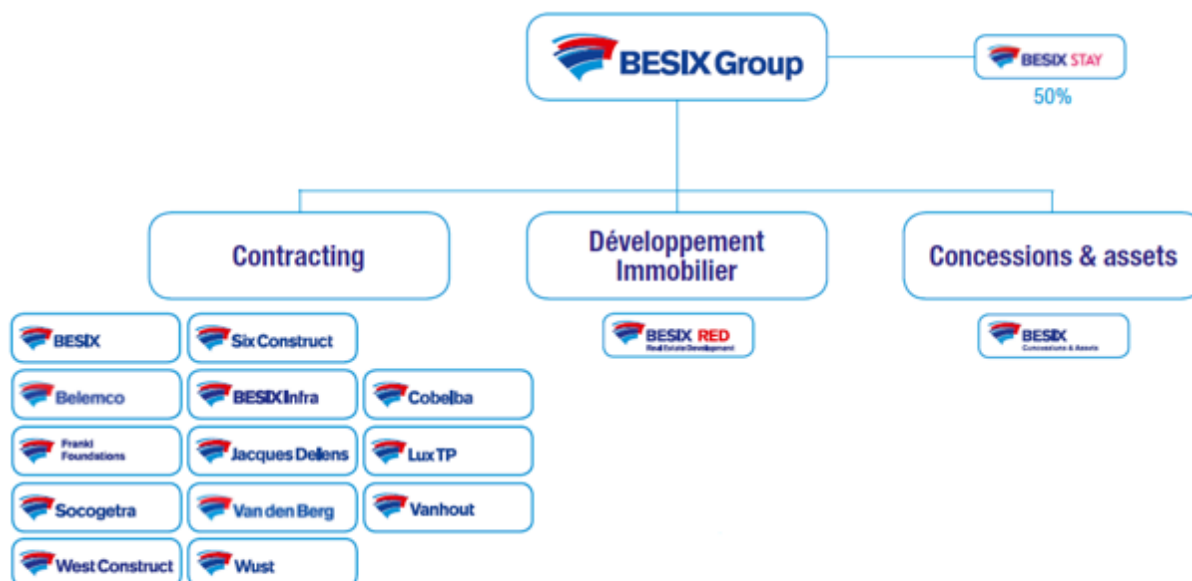 BESIX Group
BESIX STAY
50%
Contracting
Développement
Immobilier
Concessions & assets
BESIX
Six Construct
BESIX RED
Real Estate Development
BESIX
Concessions & Assets
Belemco
BESIX Infra
Cobelba
Franki
Foundations
Jacques Delens
Lux TP
Socogetra
Van den Berg
Vanhout
West Construct
Wust